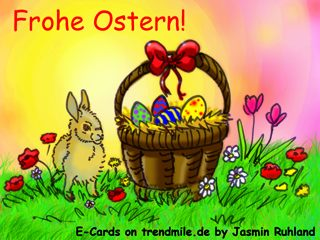 Frohe Ostern!
E-Cards on trendmile.de by Jasmin Ruhland